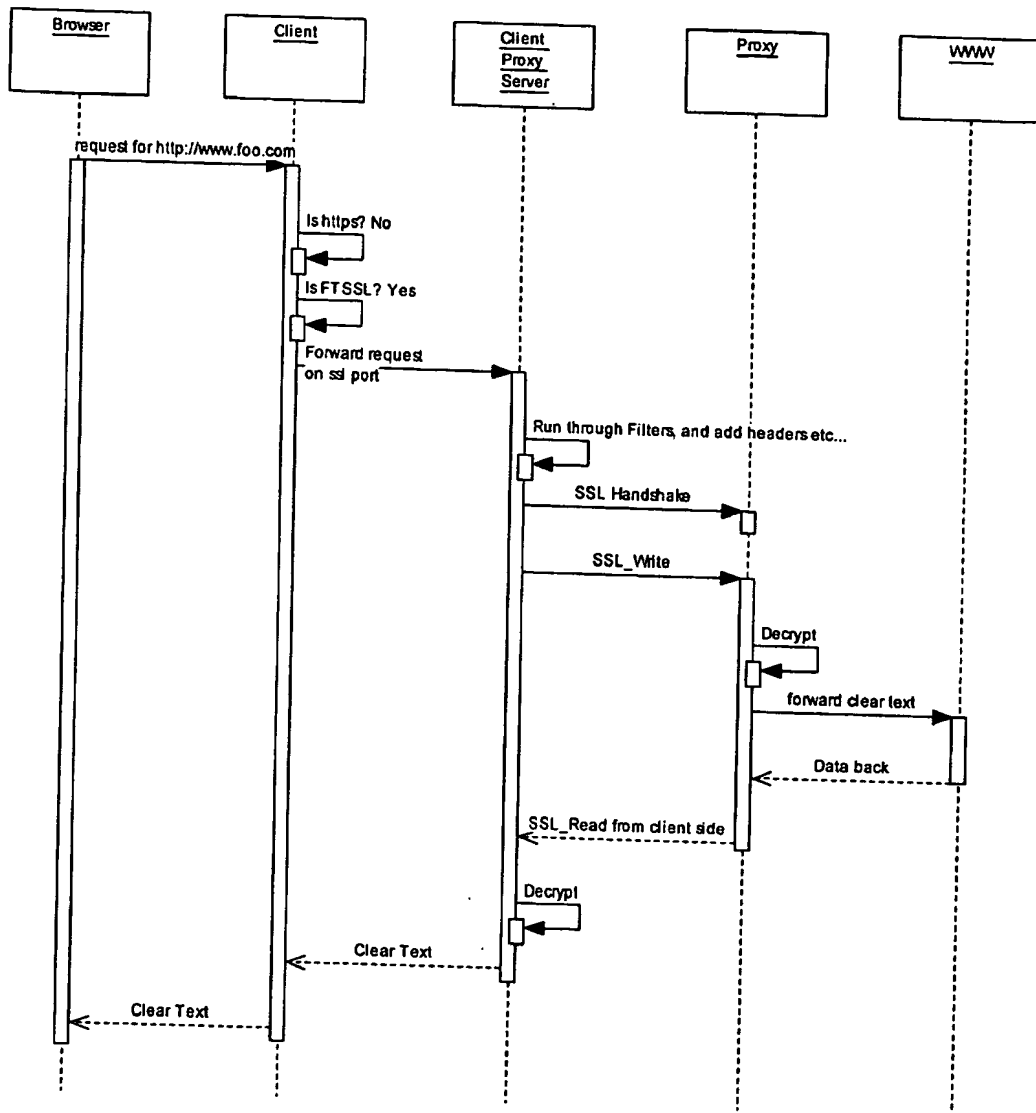 Browser
Client
Client
Proxy
Server
Proxy
WWW
request for http://www.foo.com
Is https? No
Is FTSSL? Yes
Forward request
on ssl port
Run through Filters, and add headers etc...
SSL Handshake
SSL_Write
Decrypt
forward clear text
Data back
SSL_Read from client side
Decrypt
Clear Text
Clear Text